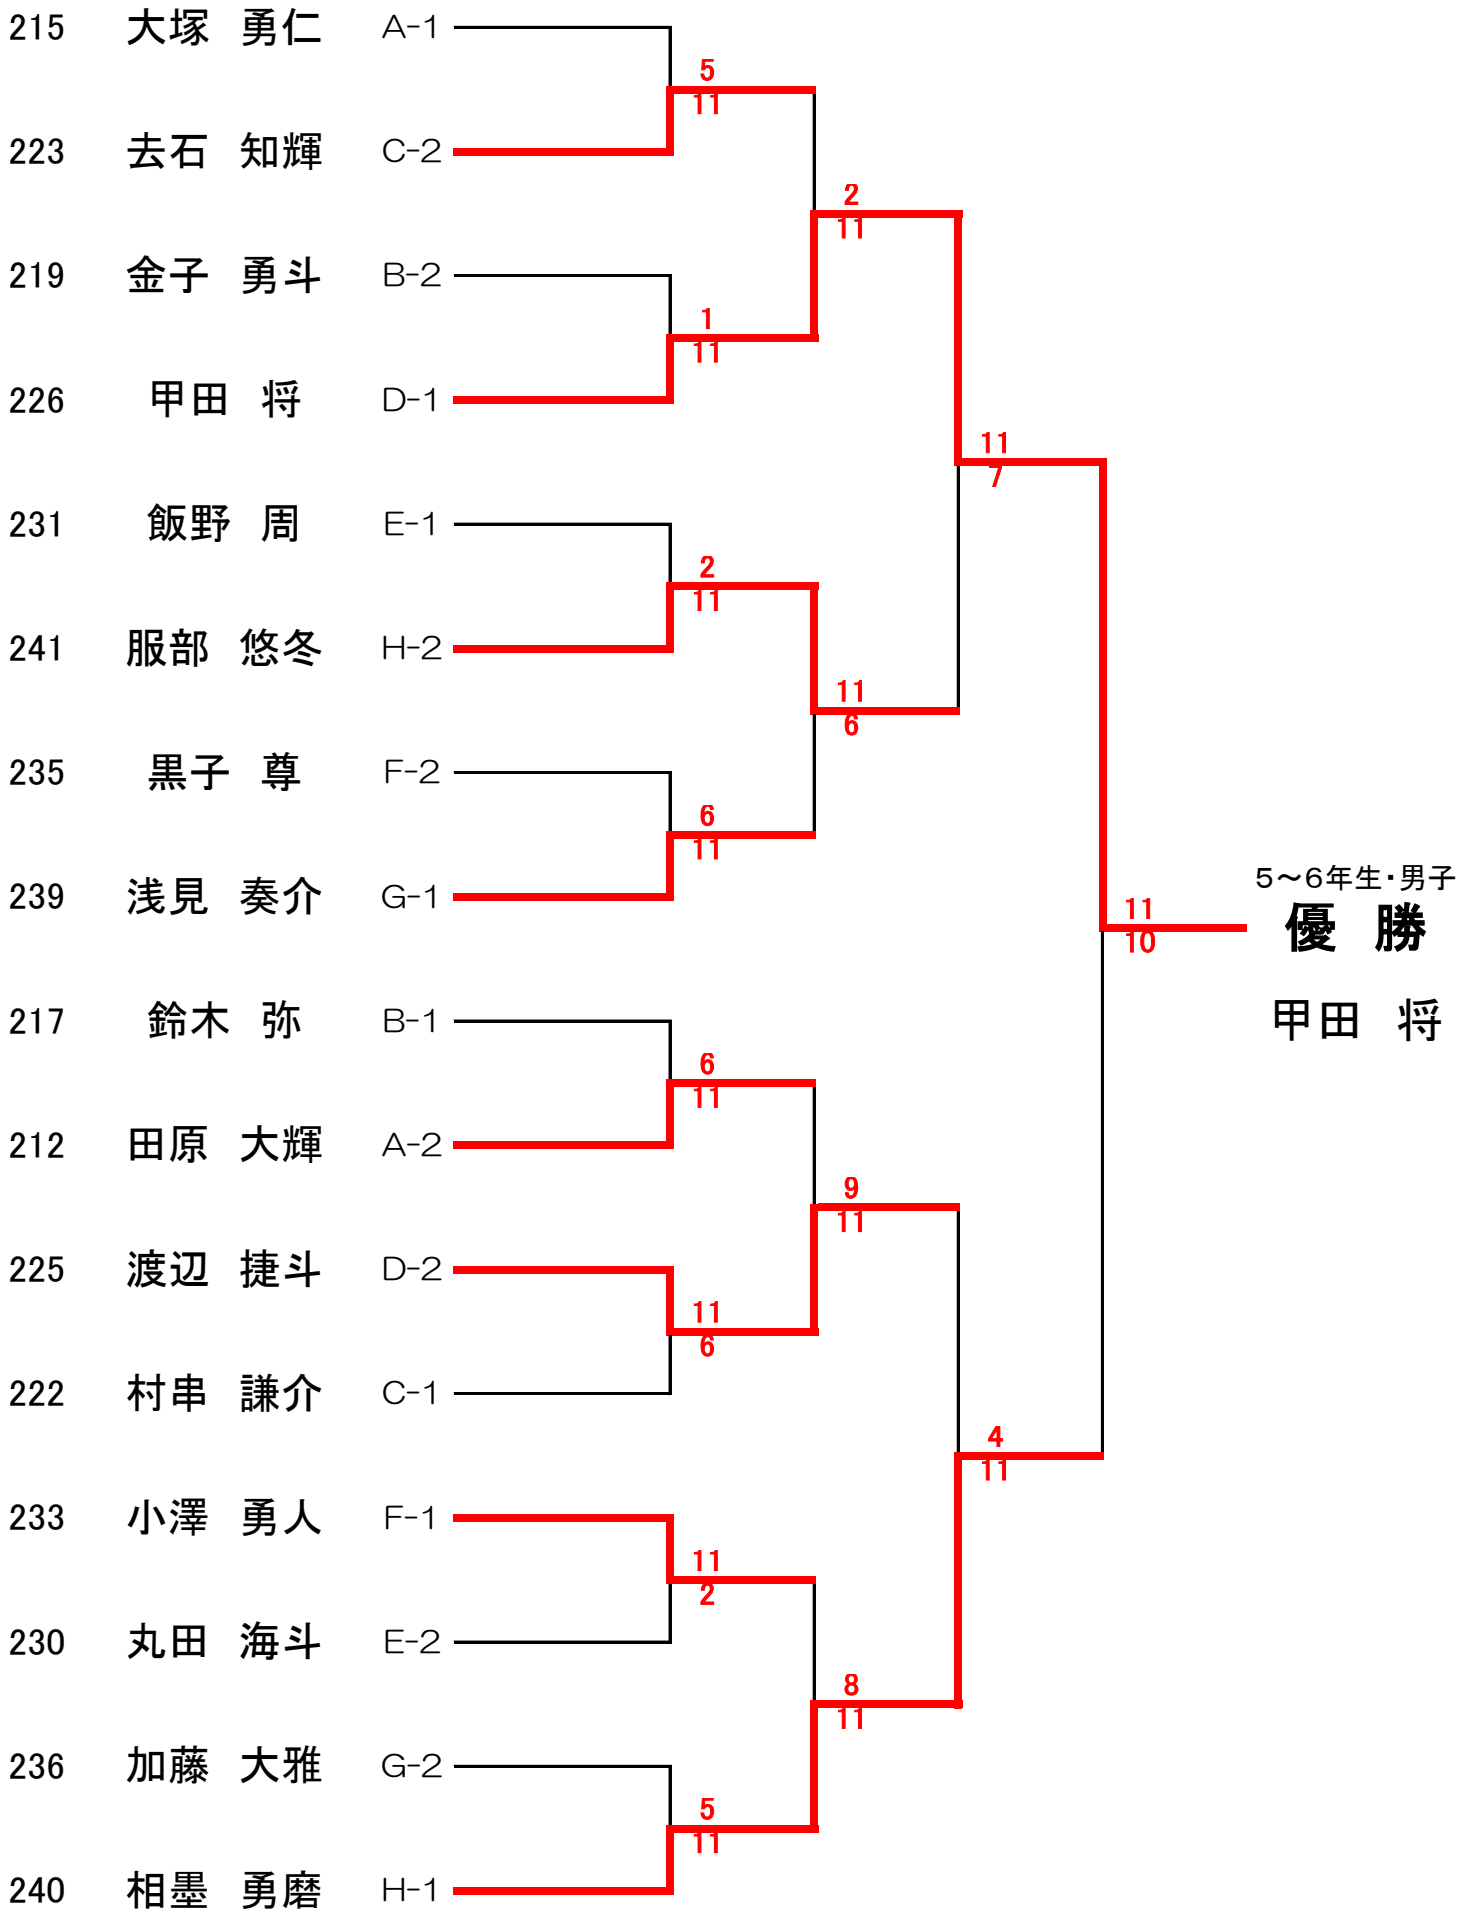 215 大塚 勇仁 A-1
5
11
223 去石 知輝 C-2
2
11
219 金子 勇斗 B-2
1
11
226 甲田 将 D-1
11
7
231 飯野 周 E-1
2
11
241 服部 悠冬 H-2
11
6
235 黒子 尊 F-2
6
11
239 浅見 奏介 G-1
5～6年生・男子
優 勝
11
10
甲田 将
217 鈴木 弥 B-1
6
11
212 田原 大輝 A-2
9
11
225 渡辺 捷斗 D-2
11
6
222 村串 謙介 C-1
4
11
233 小澤 勇人 F-1
11
2
230 丸田 海斗 E-2
8
11
236 加藤 大雅 G-2
5
11
240 相墨 勇磨 H-1